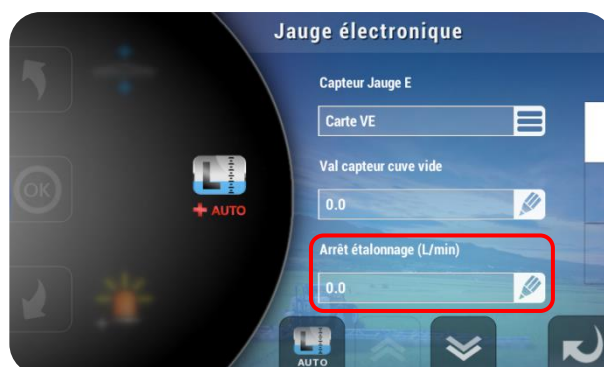 Jauge électronique
Capteur Jauge E
Carte VE
Val capteur cuve vide
0.0
OK
L
+ AUTO
Arrêt étalonnage (L/min)
0.0
L
AUTO